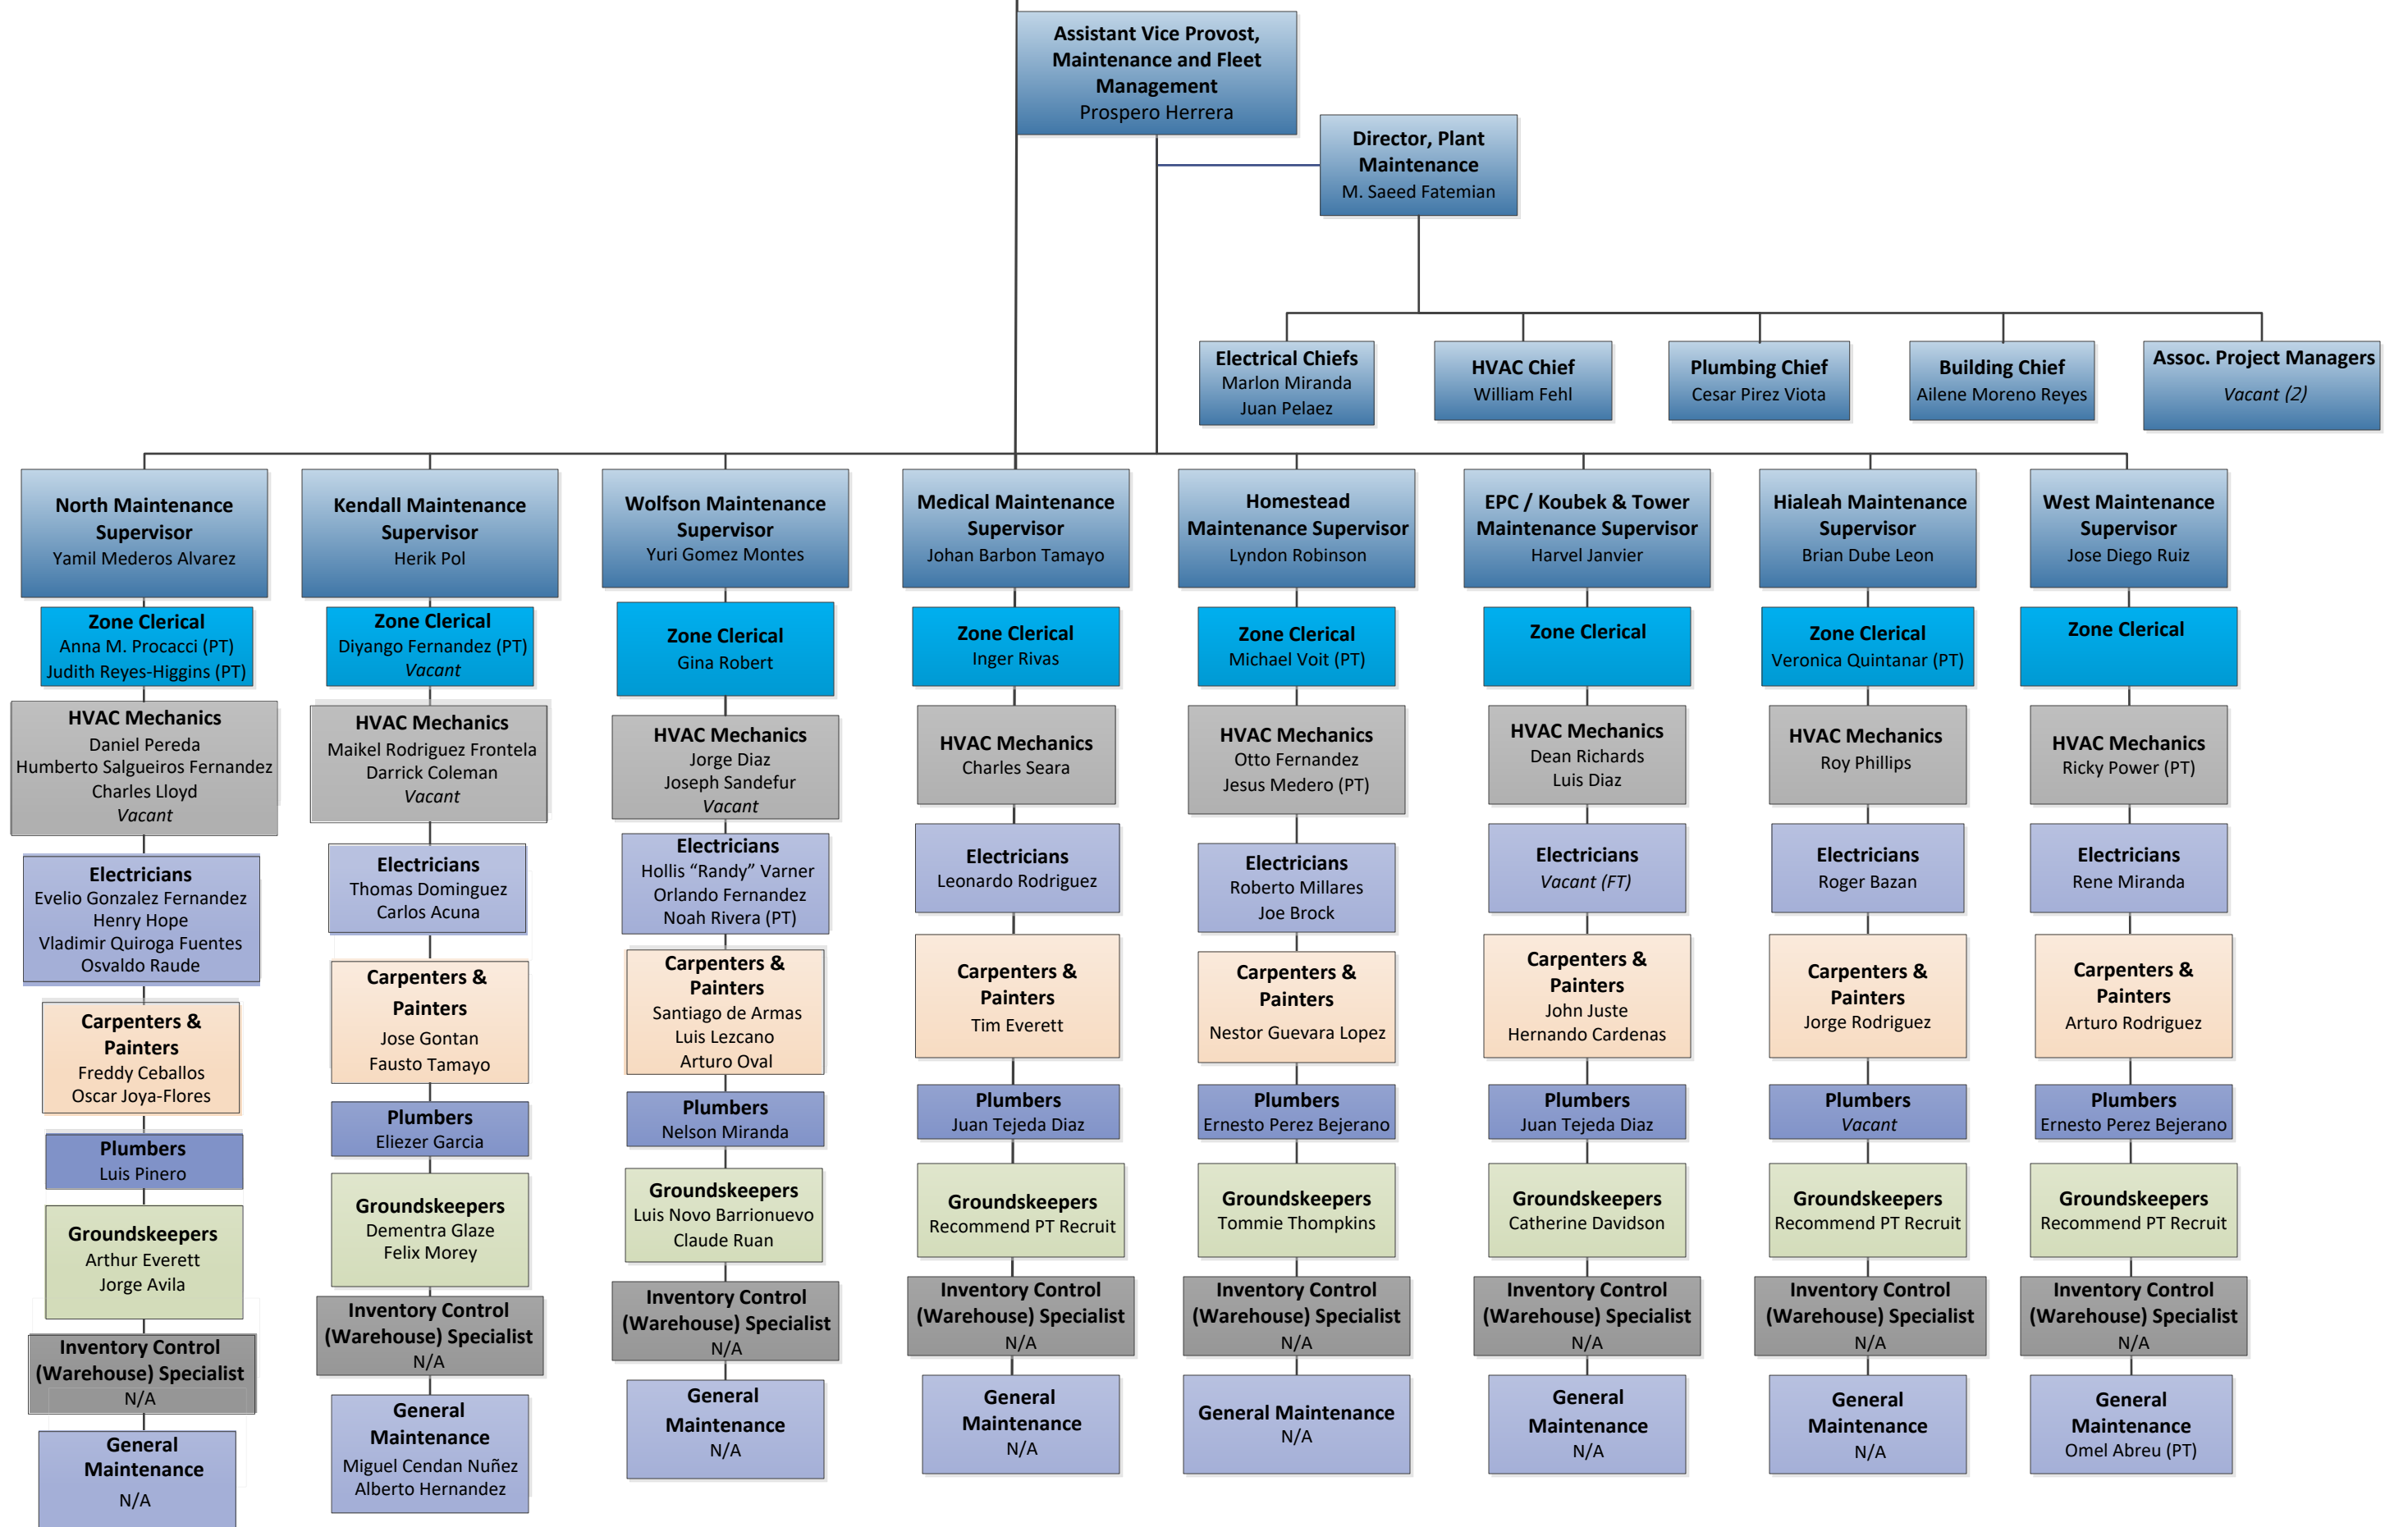 Assistant Vice Provost,
Maintenance and Fleet
Management
Prospero Herrera
Director, Plant
Maintenance
M. Saeed Fatemian
Electrical Chiefs
Marlon Miranda
Juan Pelaez
HVAC Chief
William Fehl
Plumbing Chief
Cesar Pirez Viota
Building Chief
Ailene Moreno Reyes
Assoc. Project Managers
Vacant (2)
North Maintenance
Supervisor
Yamil Mederos Alvarez
Zone Clerical
Anna M. Procacci (PT)
Judith Reyes-Higgins (PT)
HVAC Mechanics
Daniel Pereda
Humberto Salgueiros Fernandez
Charles Lloyd
Vacant
Electricians
Evelio Gonzalez Fernandez
Henry Hope
Vladimir Quiroga Fuentes
Osvaldo Raude
Carpenters &
Painters
Freddy Ceballos
Oscar Joya-Flores
Plumbers
Luis Pinero
Groundskeepers
Arthur Everett
Jorge Avila
Inventory Control
(Warehouse) Specialist
N/A
General
Maintenance
N/A
Kendall Maintenance
Supervisor
Herik Pol
Zone Clerical
Diyango Fernandez (PT)
Vacant
HVAC Mechanics
Maikel Rodriguez Frontela
Darrick Coleman
Vacant
Electricians
Thomas Dominguez
Carlos Acuna
Carpenters &
Painters
Jose Gontan
Fausto Tamayo
Plumbers
Eliezer Garcia
Groundskeepers
Dementra Glaze
Felix Morey
Inventory Control
(Warehouse) Specialist
N/A
General
Maintenance
Miguel Cendan Nuñez
Alberto Hernandez
Wolfson Maintenance
Supervisor
Yuri Gomez Montes
Zone Clerical
Gina Robert
HVAC Mechanics
Jorge Diaz
Joseph Sandefur
Vacant
Electricians
Hollis “Randy” Varner
Orlando Fernandez
Noah Rivera (PT)
Carpenters &
Painters
Santiago de Armas
Luis Lezcano
Arturo Oval
Plumbers
Nelson Miranda
Groundskeepers
Luis Novo Barrionuevo
Claude Ruan
Inventory Control
(Warehouse) Specialist
N/A
General
Maintenance
N/A
Medical Maintenance
Supervisor
Johan Barbon Tamayo
Zone Clerical
Inger Rivas
HVAC Mechanics
Charles Seara
Electricians
Leonardo Rodriguez
Carpenters &
Painters
Tim Everett
Plumbers
Juan Tejeda Diaz
Groundskeepers
Recommend PT Recruit
Inventory Control
(Warehouse) Specialist
N/A
General
Maintenance
N/A
Homestead
Maintenance Supervisor
Lyndon Robinson
Zone Clerical
Michael Voit (PT)
HVAC Mechanics
Otto Fernandez
Jesus Medero (PT)
Electricians
Roberto Millares
Joe Brock
Carpenters &
Painters
Nestor Guevara Lopez
Plumbers
Ernesto Perez Bejerano
Groundskeepers
Tommie Thompkins
Inventory Control
(Warehouse) Specialist
N/A
General Maintenance
N/A
EPC / Koubek & Tower
Maintenance Supervisor
Harvel Janvier
Zone Clerical
HVAC Mechanics
Dean Richards
Luis Diaz
Electricians
Vacant (FT)
Carpenters &
Painters
John Juste
Hernando Cardenas
Plumbers
Juan Tejeda Diaz
Groundskeepers
Catherine Davidson
Inventory Control
(Warehouse) Specialist
N/A
General
Maintenance
N/A
Hialeah Maintenance
Supervisor
Brian Dube Leon
Zone Clerical
Veronica Quintanar (PT)
HVAC Mechanics
Roy Phillips
Electricians
Roger Bazan
Carpenters &
Painters
Jorge Rodriguez
Plumbers
Vacant
Groundskeepers
Recommend PT Recruit
Inventory Control
(Warehouse) Specialist
N/A
General
Maintenance
N/A
West Maintenance
Supervisor
Jose Diego Ruiz
Zone Clerical
HVAC Mechanics
Ricky Power (PT)
Electricians
Rene Miranda
Carpenters &
Painters
Arturo Rodriguez
Plumbers
Ernesto Perez Bejerano
Groundskeepers
Recommend PT Recruit
Inventory Control
(Warehouse) Specialist
N/A
General
Maintenance
Omel Abreu (PT)